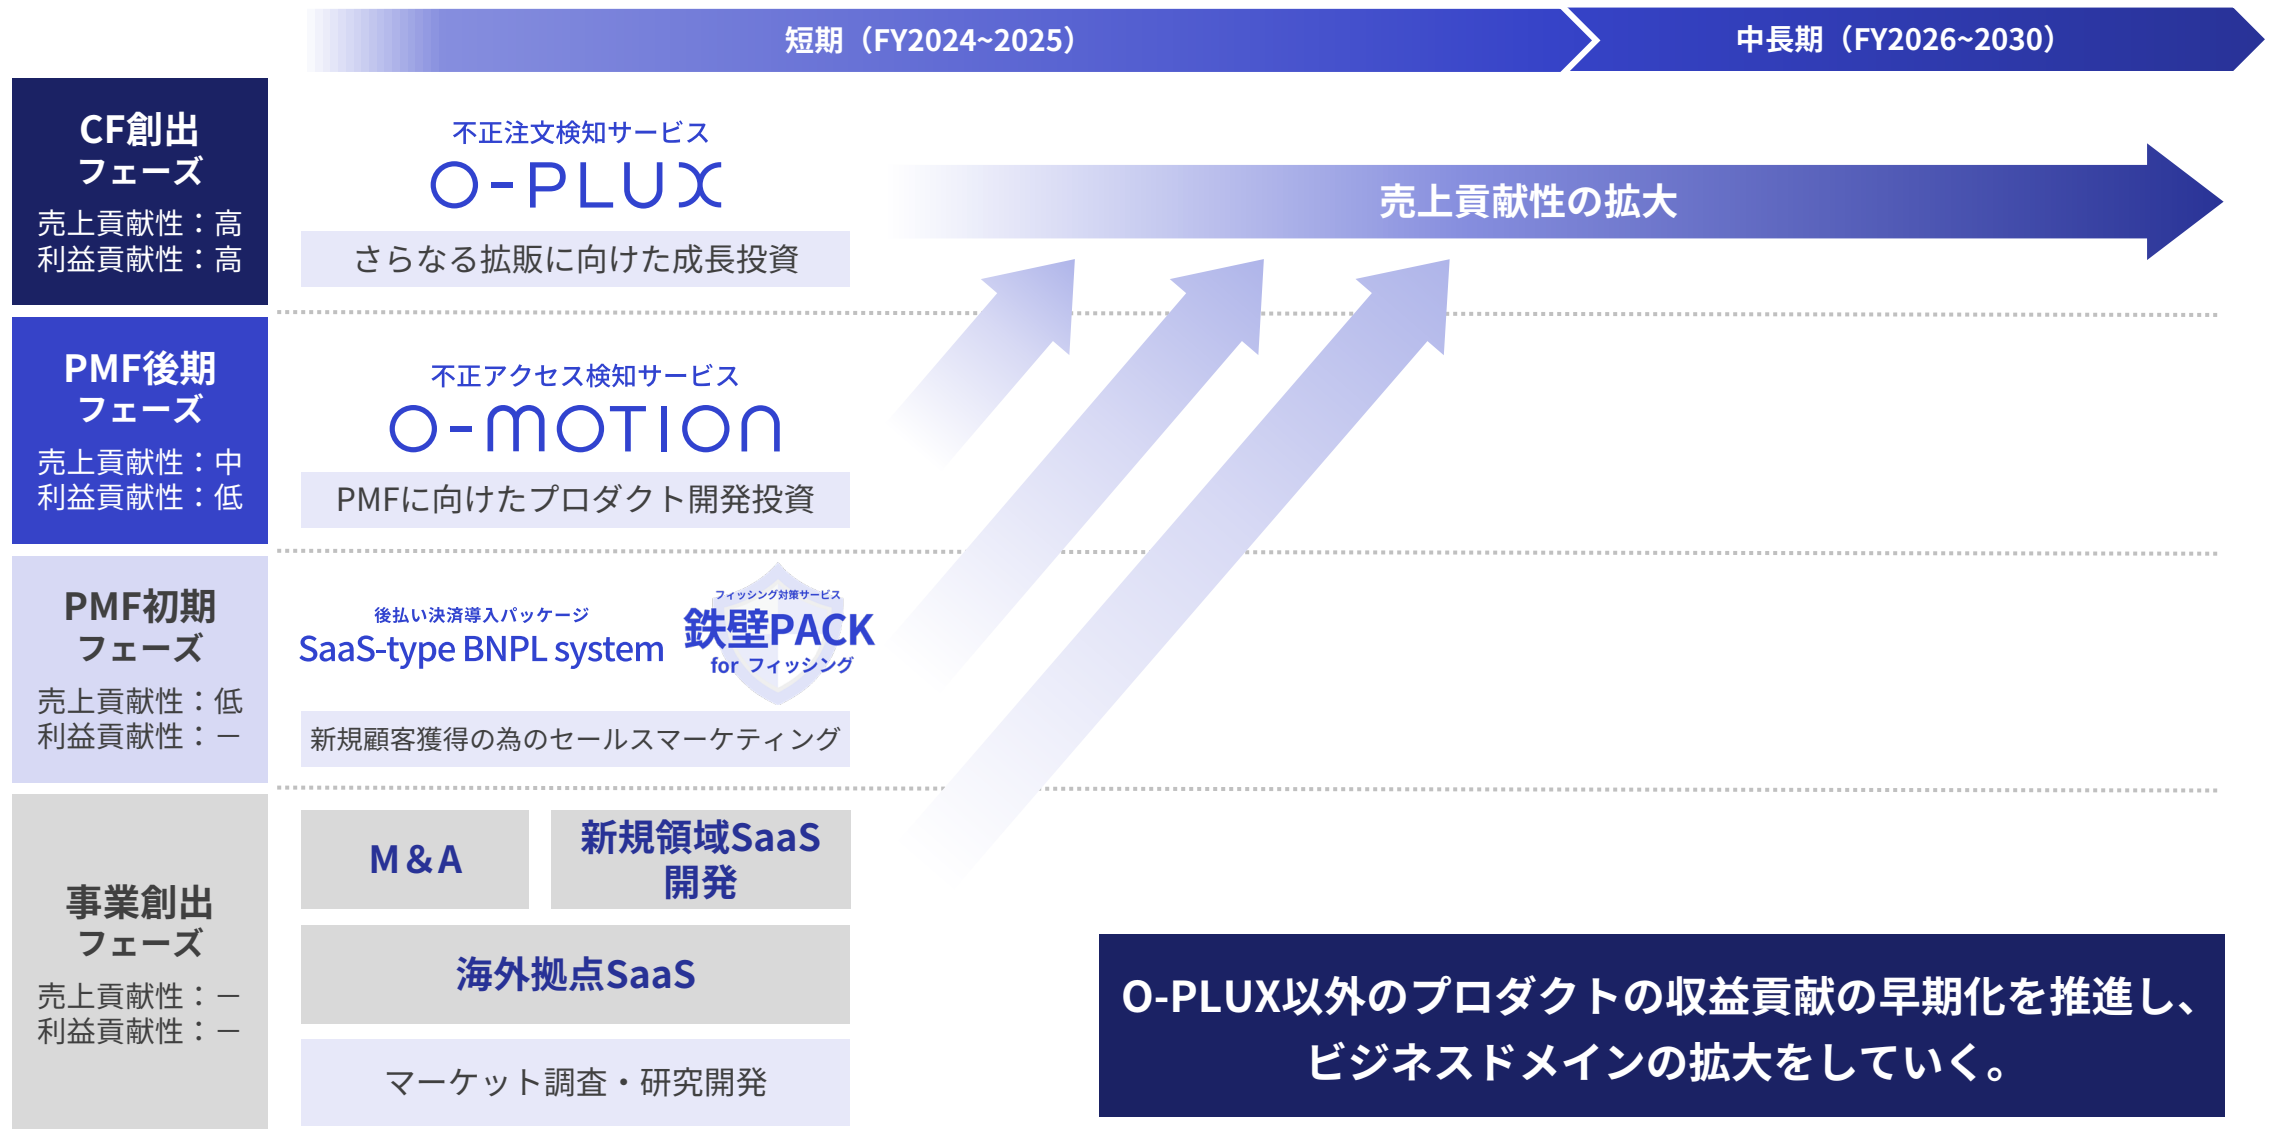 短期（FY2024~2025）
中長期（FY2026~2030）
CF創出
フェーズ
売上貢献性：高
利益貢献性：高
不正注文検知サービス
O-PLUX
さらなる拡販に向けた成長投資
売上貢献性の拡大
PMF後期
フェーズ
売上貢献性：中
利益貢献性：低
不正アクセス検知サービス
O-MOTION
PMFに向けたプロダクト開発投資
PMF初期
フェーズ
売上貢献性：低
利益貢献性：－
後払い決済導入パッケージ
SaaS-type BNPL system
フィッシング対策サービス
鉄壁PACK
for フィッシング
新規顧客獲得の為のセールスマーケティング
事業創出
フェーズ
売上貢献性：－
利益貢献性：－
M＆A
新規領域SaaS
開発
海外拠点SaaS
マーケット調査・研究開発
O-PLUX以外のプロダクトの収益貢献の早期化を推進し、
ビジネスドメインの拡大をしていく。